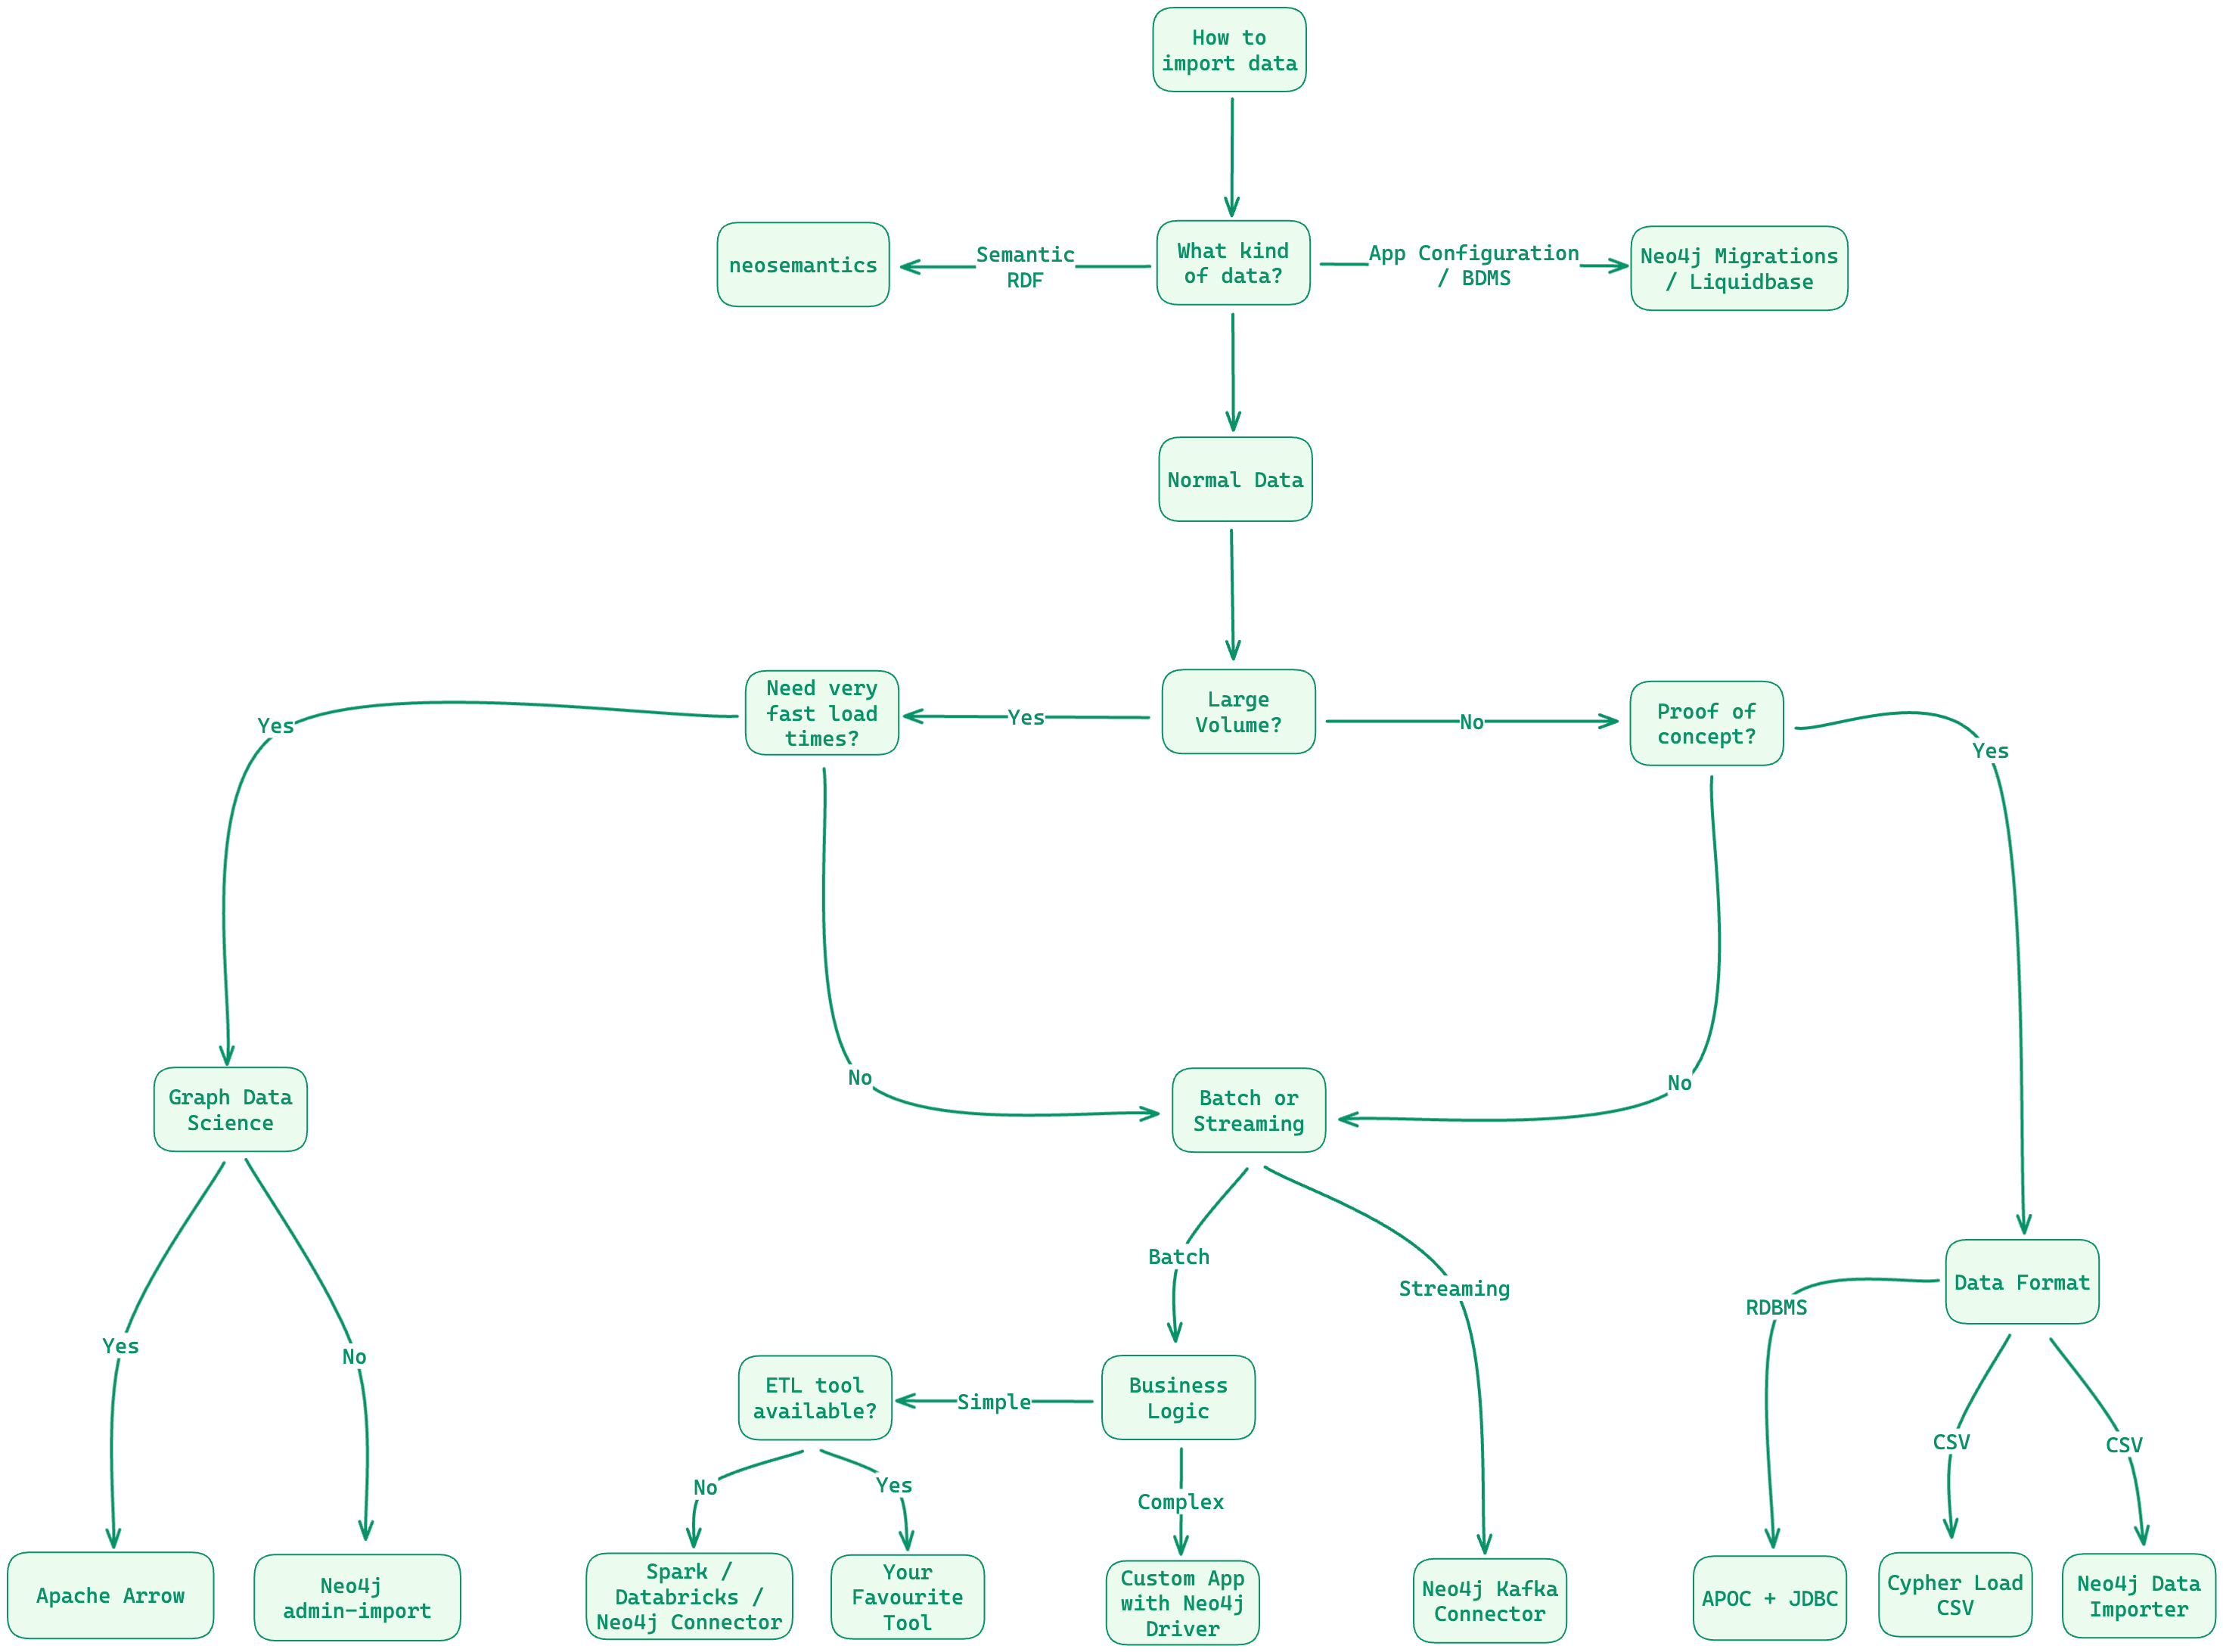 How to
import data
neosemantics
Semantic
RDF
What kind
of data?
App Configuration
/ BDMS
Neo4j Migrations
/ Liquidbase
Normal Data
Yes
Need very
fast load
times?
Yes
Large
Volume?
No
Proof of
concept?
Yes
Graph Data
Science
No
Batch or
Streaming
No
Batch
Streaming
Data Format
RDBMS
Yes
No
ETL tool
available?
Simple
Business
Logic
CSV
CSV
No
Yes
Complex
Apache Arrow
Neo4j
admin-import
Spark /
Databricks /
Neo4j Connector
Your
Favourite
Tool
Custom App
with Neo4j
Driver
Neo4j Kafka
Connector
APOC + JDBC
Cypher Load
CSV
Neo4j Data
Importer